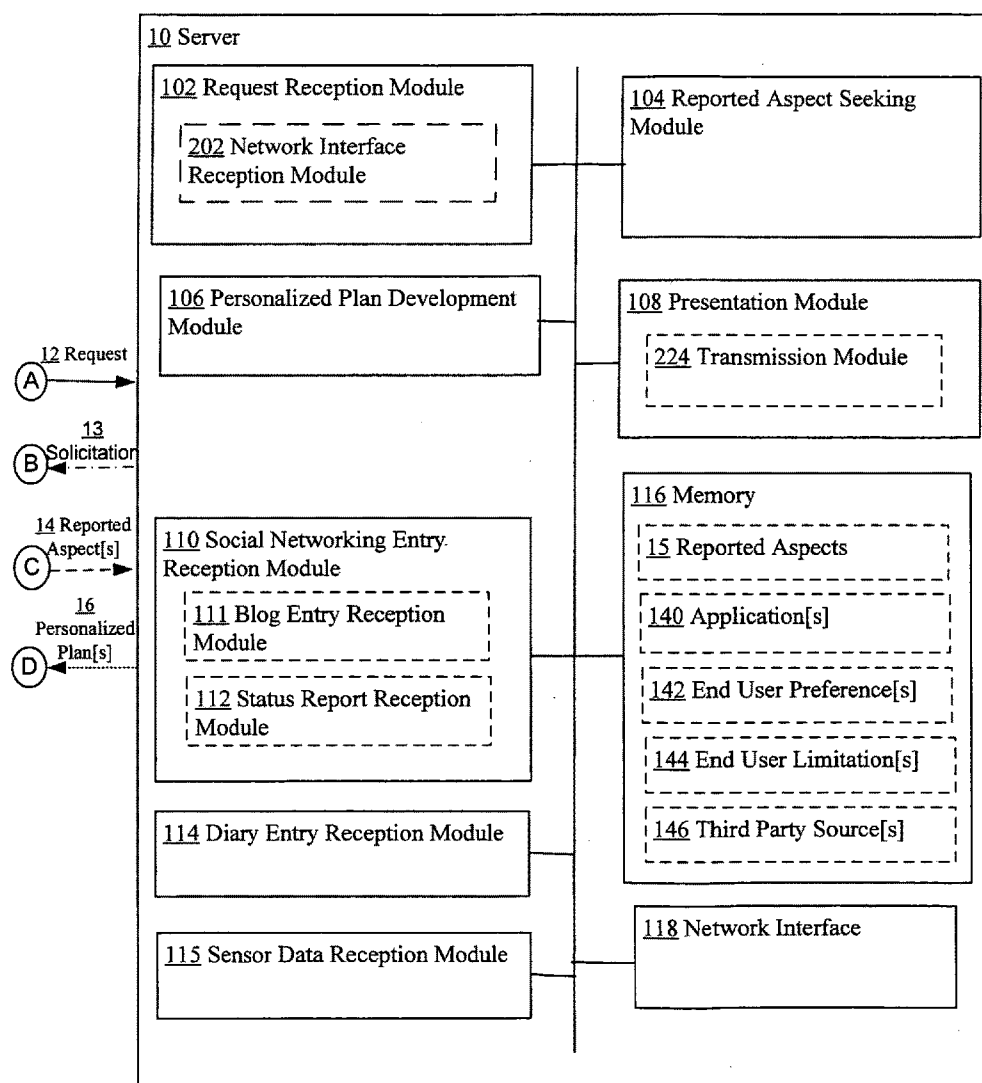 10 Server
102 Request Reception Module
202 Network Interface
Reception Module
104 Reported Aspect Seeking
Module
106 Personalized Plan Development
Module
108 Presentation Module
224 Transmission Module
12 Request
A
13
Solicitation
B
14 Reported
Aspect[s]
C
16
Personalized
Plan[s]
D
110 Social Networking Entry
Reception Module
111 Blog Entry Reception
Module
112 Status Report Reception
Module
116 Memory
15 Reported Aspects
140 Application[s]
142 End User Preference[s]
144 End User Limitation[s]
146 Third Party Source[s]
114 Diary Entry Reception Module
115 Sensor Data Reception Module
118 Network Interface